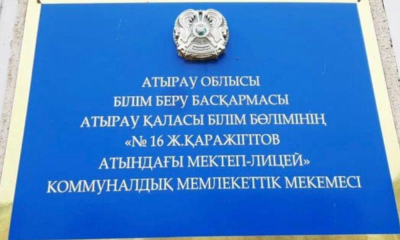 АТЫРАУ ОБЛЫСЫ
БІЛІМ БЕРУ БАСҚАРМАСЫ
АТЫРАУ ҚАЛАСЫ БІЛІМ БӨЛІМІНІҢ
«№ 16 Ж.ҚАРАЖІГІТОВ
АТЫНДАҒЫ МЕКТЕП-ЛИЦЕЙ»
КОММУНАЛДЫҚ МЕМЛЕКЕТТІК МЕКЕМЕСІ